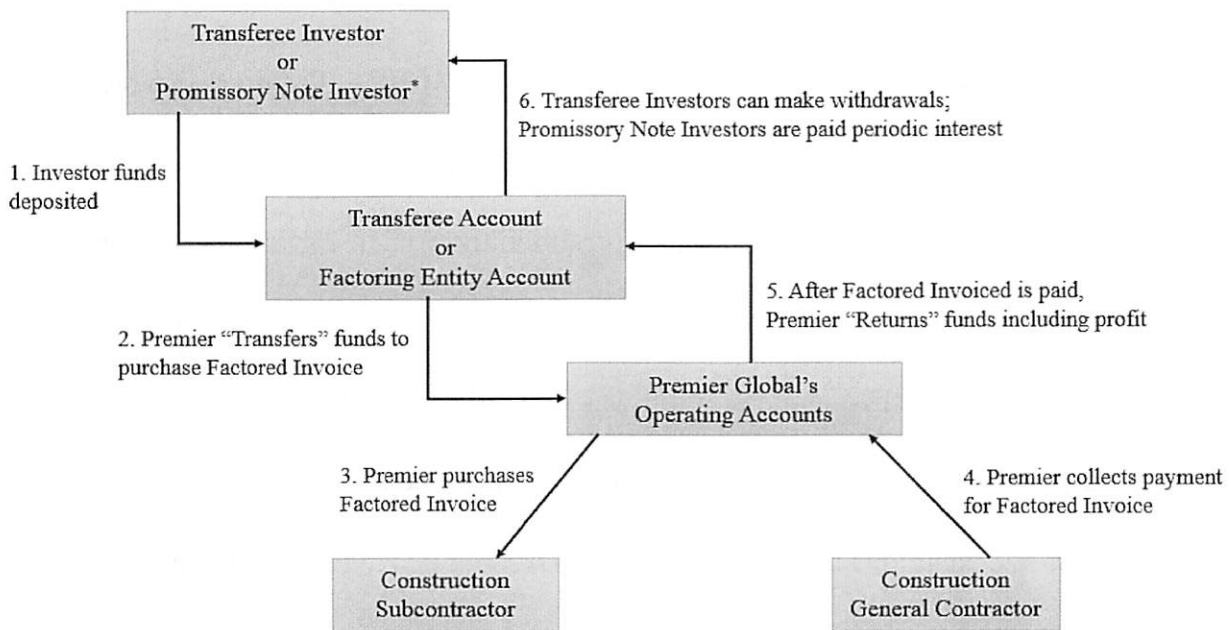 Transferee Investor
or
Promissory Note Investor*
6. Transferee Investors can make withdrawals;
Promissory Note Investors are paid periodic interest
1. Investor funds
deposited
Transferee Account
or
Factoring Entity Account
5. After Factored Invoiced is paid,
Premier “Returns” funds including profit
2. Premier “Transfers” funds to
purchase Factored Invoice
Premier Global’s
Operating Accounts
3. Premier purchases
Factored Invoice
4. Premier collects payment
for Factored Invoice
Construction
Subcontractor
Construction
General Contractor